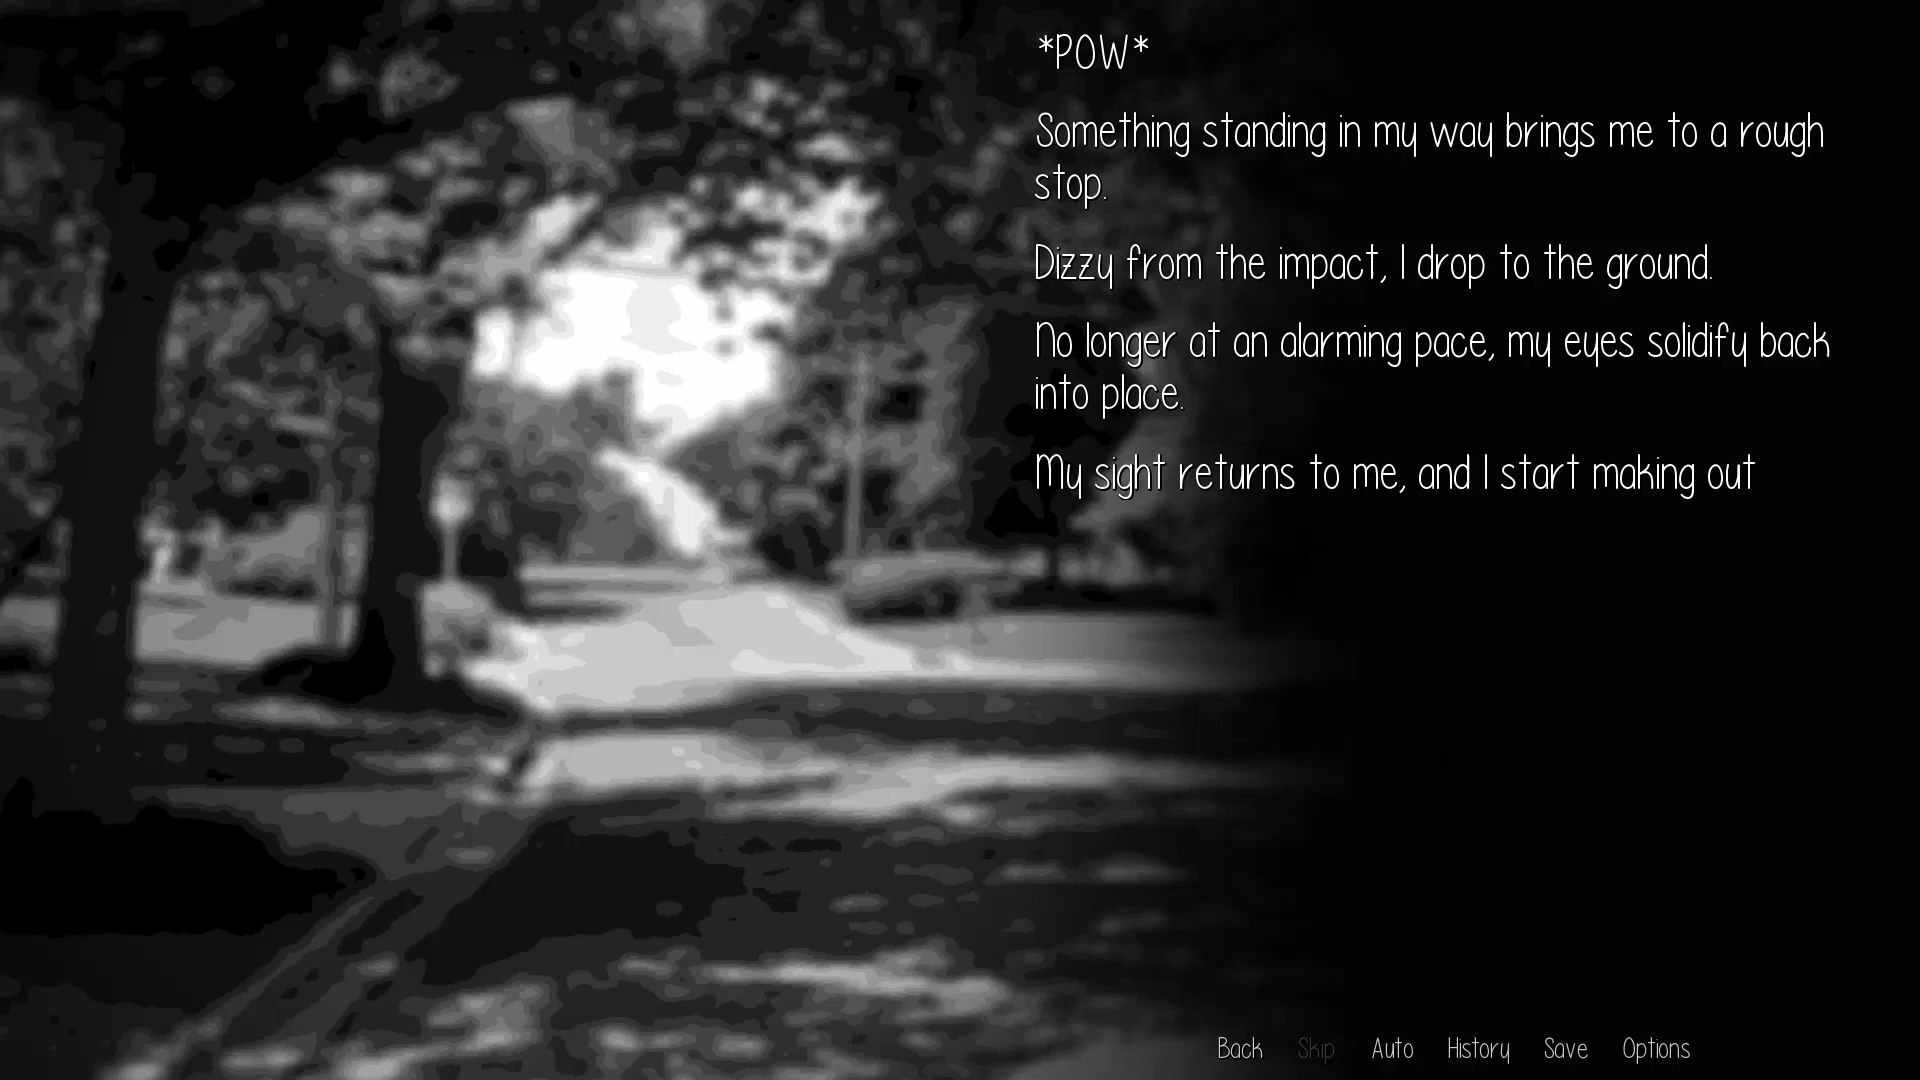 *POW*
Something standing in my way brings me to a rough
stop.
Dizzy from the impact, I drop to the ground.
No longer at an alarming pace, my eyes solidify back
into place.
My sight returns to me, and I start making out
Back Skip Auto History Save Options